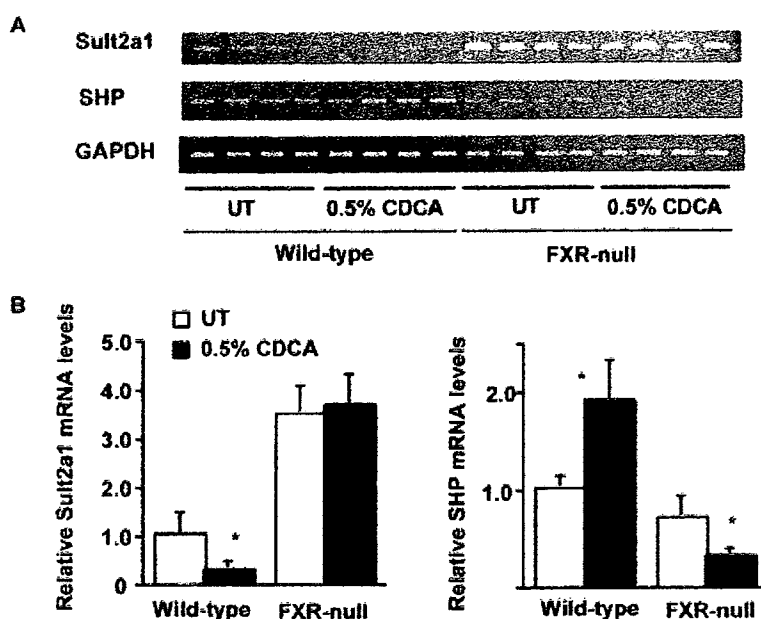 A
Sult2a1
SHP
GAPDH
UT 0.5% CDCA UT 0.5% CDCA
Wild-type FXR-null
B
UT
0.5% CDCA
Relative Sult2a1 mRNA levels
5.0
4.0
3.0
2.0
1.0
0
*
Wild-type FXR-null
Relative SHP mRNA levels
2.0
1.0
*
*
Wild-type FXR-null